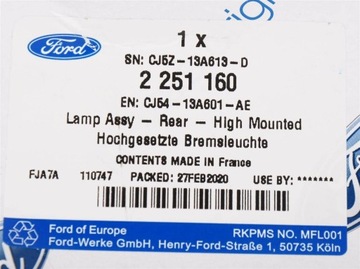 Ford
1 x
SN: CJ5Z-13A613-D
2 251 160
EN: CJ54-13A601-AE
Lamp Assy - Rear - High Mounted
Hochgesetzte Bremsleuchte
CONTENTS MADE IN France
FJA7A 110747 PACKED: 27FEB2020 USE BY: *******
Ford of Europe RKPMS NO. MFL001
Ford-Werke GmbH, Henry-Ford-Straße 1, 50735 Köln